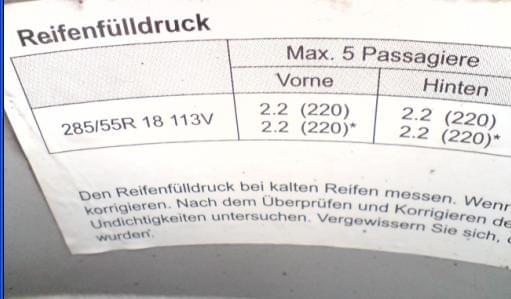 Reifenfülldruck
Max. 5 Passagiere
Vorne Hinten
285/55R 18 113V 2.2 (220) 2.2 (220)
2.2 (220)* 2.2 (220)*
Den Reifenfülldruck bei kalten Reifen messen. Wenn
korrigieren. Nach dem Überprüfen und Korrigieren de
Undichtigkeiten untersuchen. Vergewissern Sie sich,
wurden.